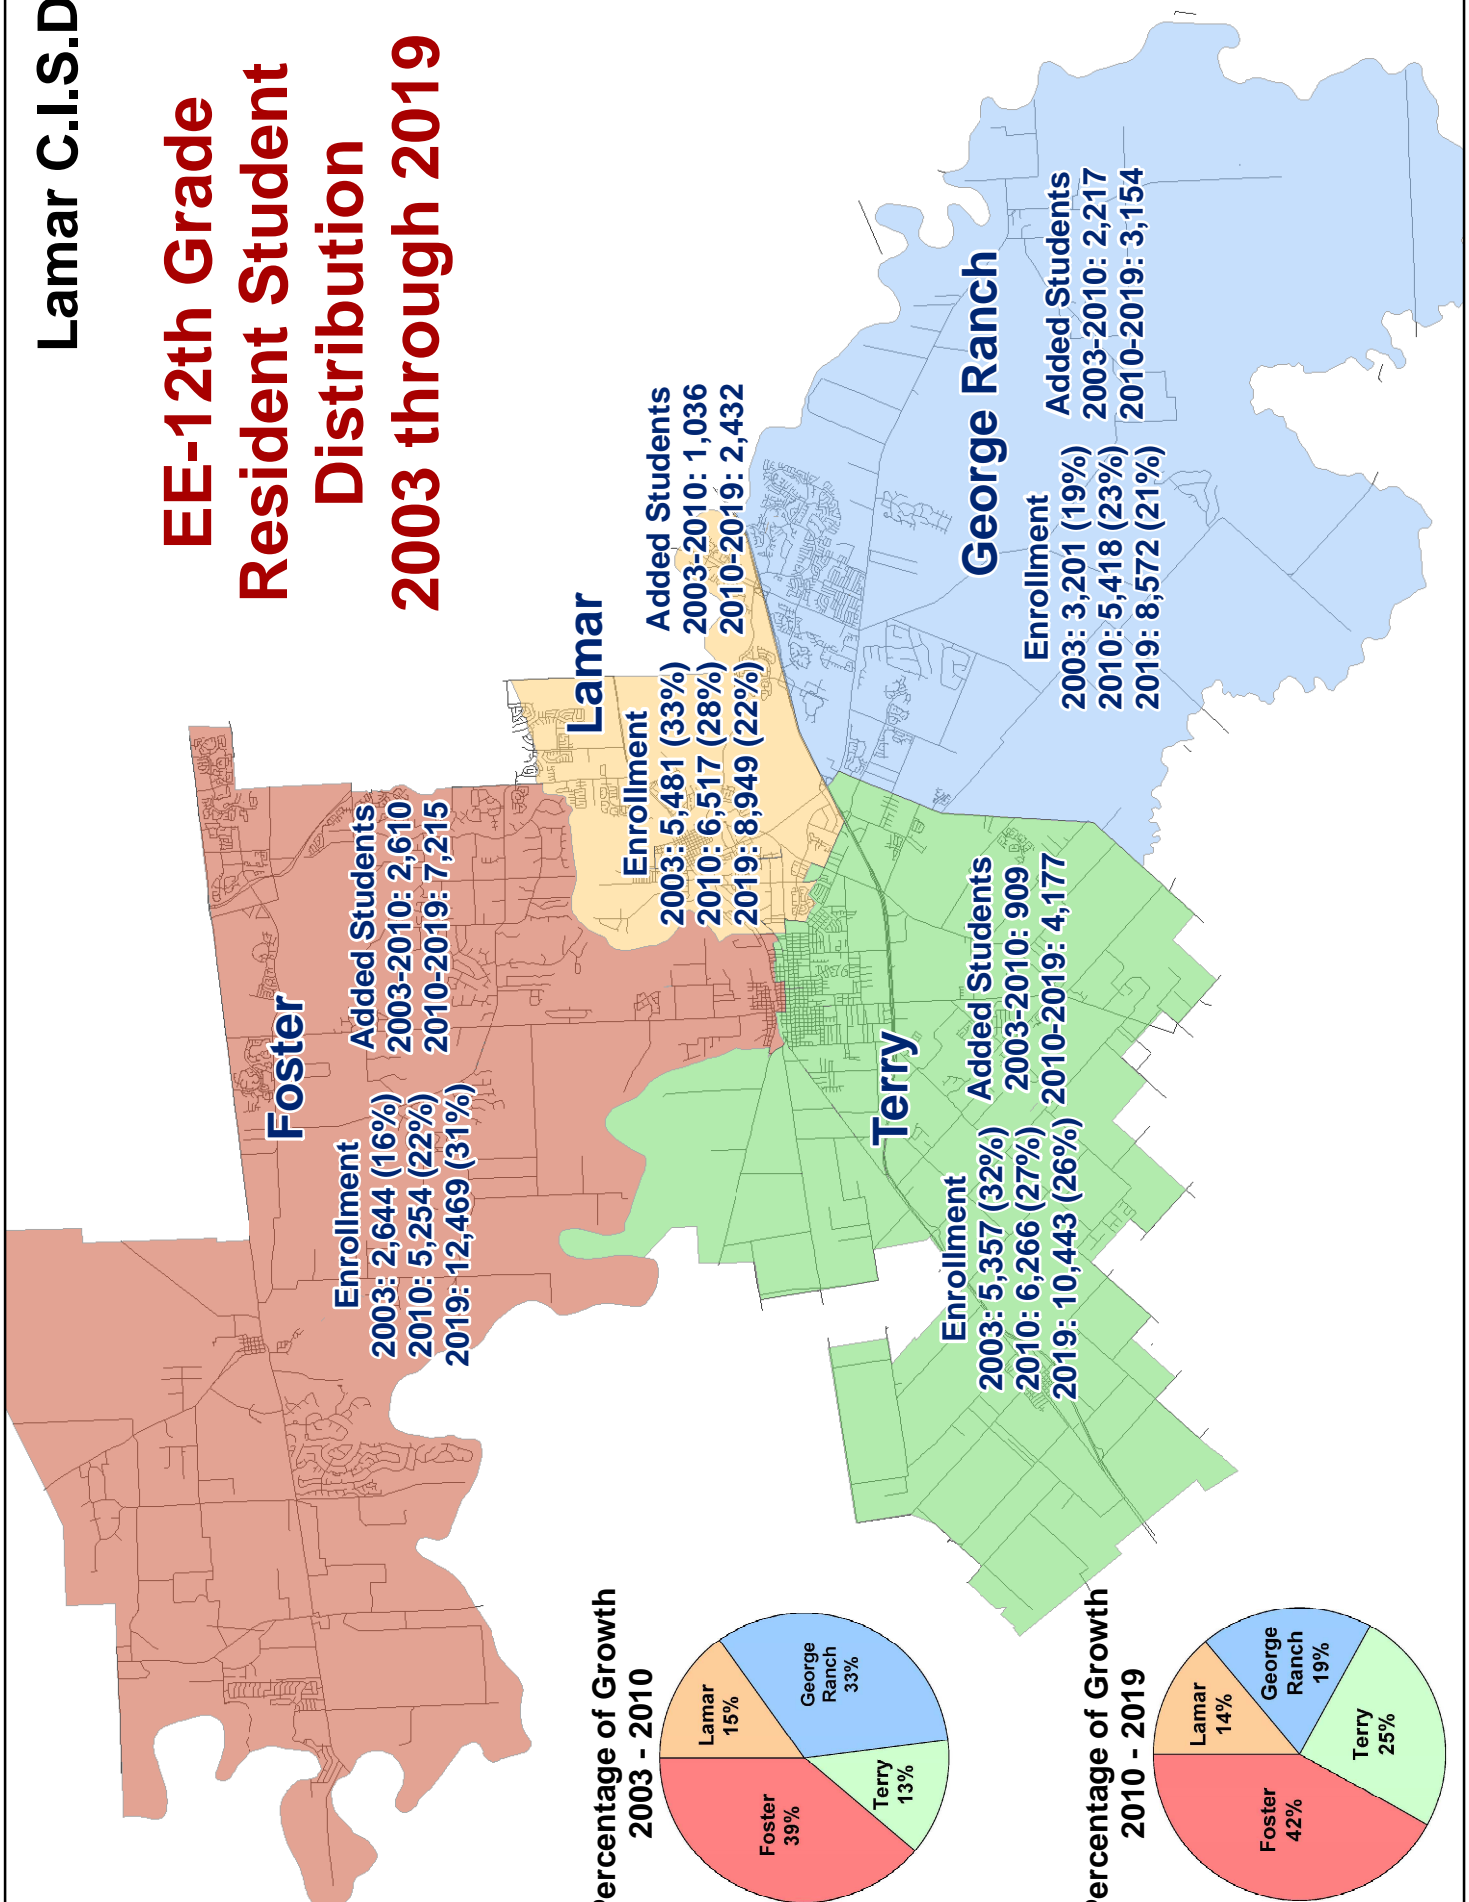 Lamar C.I.S.D
EE-12th Grade
Resident Student
Distribution
2003 through 2019
Foster
Enrollment
2003: 2,644 (16%)
2010: 5,254 (22%)
2019: 12,469 (31%)
Added Students
2003-2010: 2,610
2010-2019: 7,215
Lamar
Enrollment
2003: 5,481 (33%)
2010: 6,517 (28%)
2019: 8,949 (22%)
Added Students
2003-2010: 1,036
2010-2019: 2,432
Terry
Enrollment
2003: 5,357 (32%)
2010: 6,266 (27%)
2019: 10,443 (26%)
Added Students
2003-2010: 909
2010-2019: 4,177
George Ranch
Enrollment
2003: 3,201 (19%)
2010: 5,418 (23%)
2019: 8,572 (21%)
Added Students
2003-2010: 2,217
2010-2019: 3,154
Percentage of Growth
2003 - 2010
Lamar
15%
George
Ranch
33%
Terry
13%
Foster
39%
Percentage of Growth
2010 - 2019
Lamar
14%
George
Ranch
19%
Terry
25%
Foster
42%